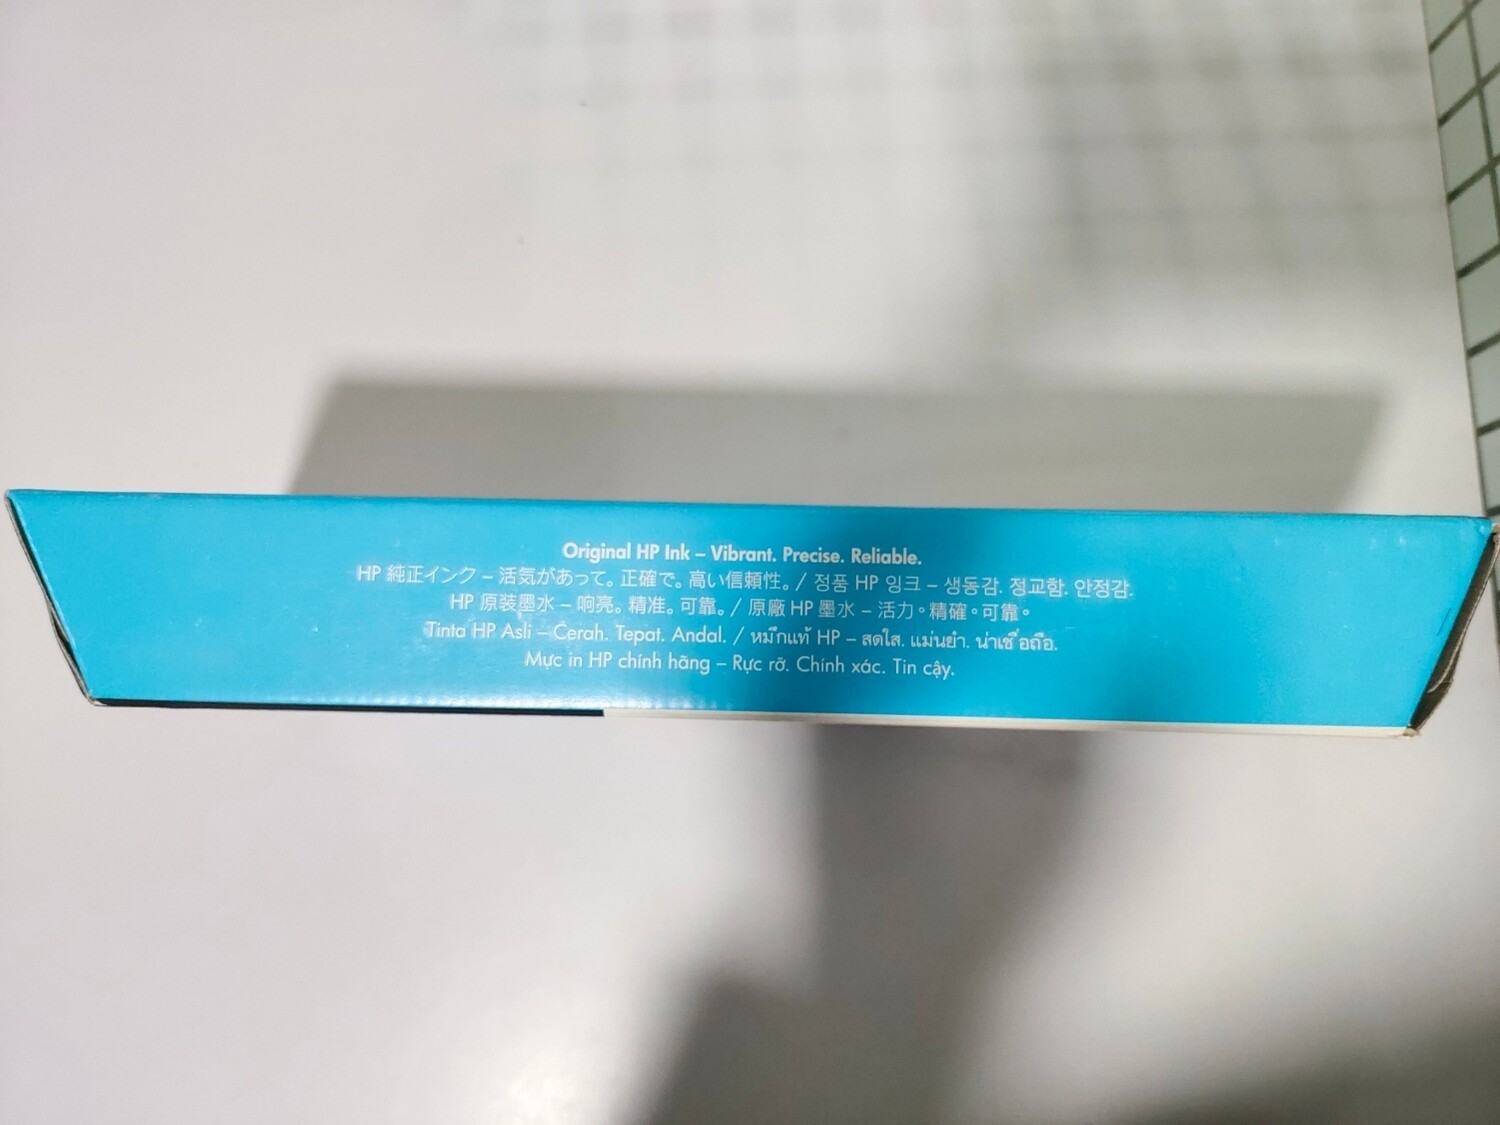 Original HP Ink – Vibrant. Precise. Reliable.
HP 純正インク – 活気があって。正確で。高い信頼性。/ 정품 HP 잉크 – 생동감. 정교함. 안정감.
HP 原装墨水 – 响亮。精准。可靠。/ 原廠 HP 墨水 – 活力。精確。可靠。
Tinta HP Asli – Cerah. Tepat. Andal. / หมึกแท้ HP – สดใส. แม่นยำ. น่าเชื่อถือ.
Mực in HP chính hãng – Rực rỡ. Chính xác. Tin cậy.